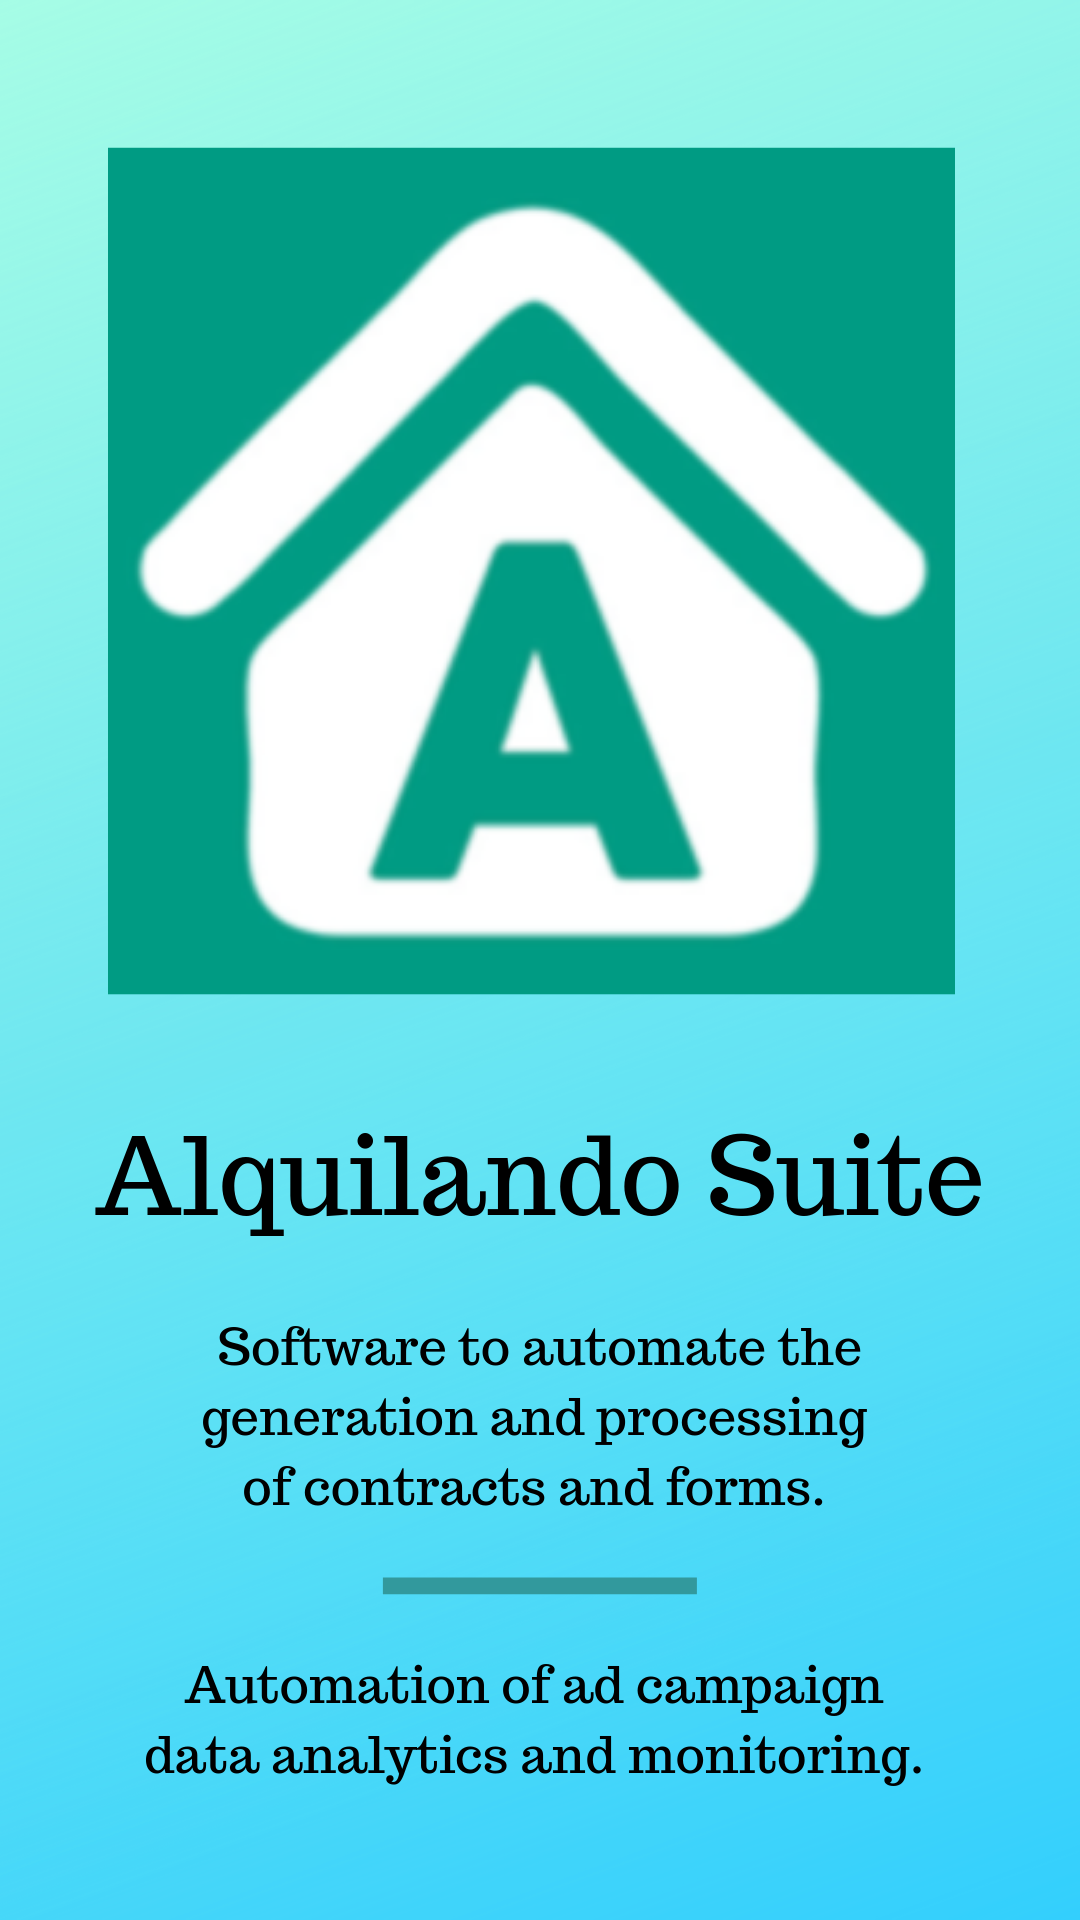 A
Alquilando Suite
Software to automate the
generation and processing
of contracts and forms.
Automation of ad campaign
data analytics and monitoring.